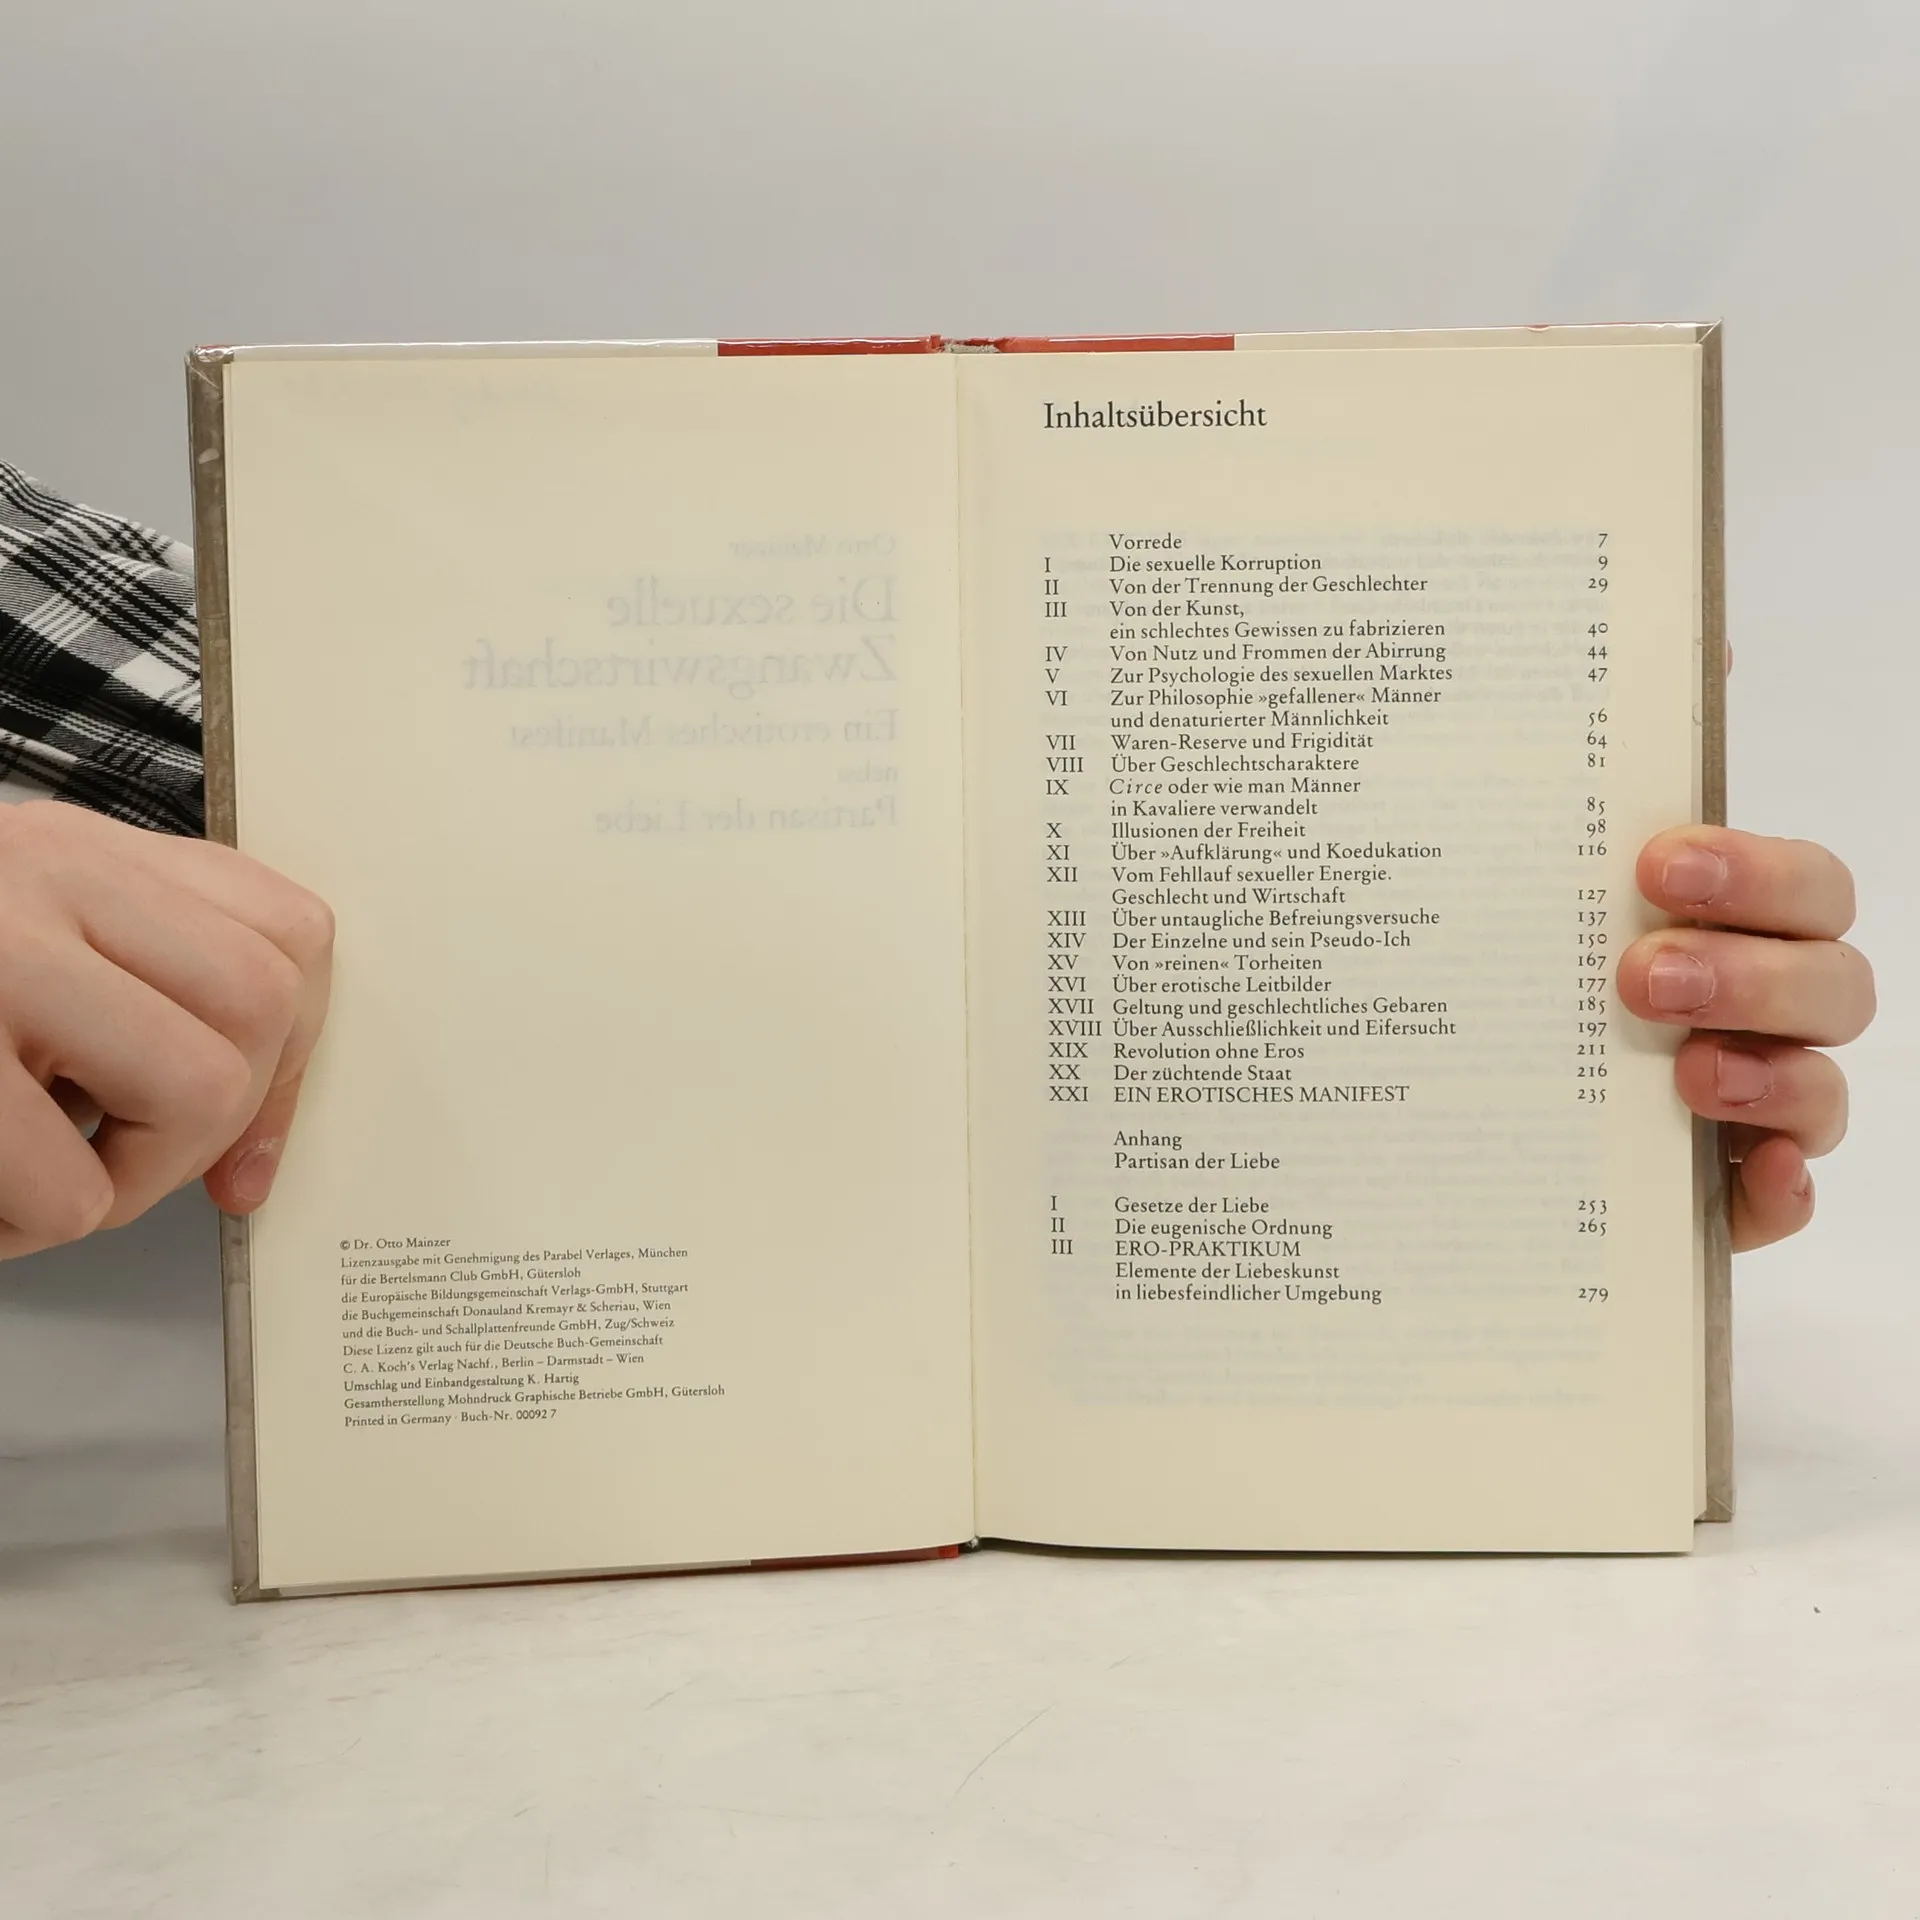 Otto Mainzer
Die sexuelle
Zwangswirtschaft
Ein erotisches Manifest
nebst
Partisan der Liebe
© Dr. Otto Mainzer
Lizenzausgabe mit Genehmigung des Parabel Verlages, München
für die Bertelsmann Club GmbH, Gütersloh
die Europäische Bildungsgemeinschaft Verlags-GmbH, Stuttgart
die Buchgemeinschaft Donauland Kremayr & Scheriau, Wien
und die Buch- und Schallplattenfreunde GmbH, Zug/Schweiz
Diese Lizenz gilt auch für die Deutsche Buch-Gemeinschaft
C. A. Koch's Verlag Nachf., Berlin – Darmstadt – Wien
Umschlag und Einbandgestaltung K. Hartig
Gesamtherstellung Mohndruck Graphische Betriebe GmbH, Gütersloh
Printed in Germany · Buch-Nr. 00092 7
Inhaltsübersicht
Vorrede 7
I Die sexuelle Korruption 9
II Von der Trennung der Geschlechter 29
III Von der Kunst,
ein schlechtes Gewissen zu fabrizieren 40
IV Von Nutz und Frommen der Abirrung 44
V Zur Psychologie des sexuellen Marktes 47
VI Zur Philosophie »gefallener« Männer
und denaturierter Männlichkeit 56
VII Waren-Reserve und Frigidität 64
VIII Über Geschlechtscharaktere 81
IX Circe oder wie man Männer
in Kavaliere verwandelt 85
X Illusionen der Freiheit 98
XI Über »Aufklärung« und Koedukation 116
XII Vom Fehllauf sexueller Energie.
Geschlecht und Wirtschaft 127
XIII Über untaugliche Befreiungsversuche 137
XIV Der Einzelne und sein Pseudo-Ich 150
XV Von »reinen« Torheiten 167
XVI Über erotische Leitbilder 177
XVII Geltung und geschlechtliches Gebaren 185
XVIII Über Ausschließlichkeit und Eifersucht 197
XIX Revolution ohne Eros 211
XX Der züchtende Staat 216
XXI EIN EROTISCHES MANIFEST 235
Anhang
Partisan der Liebe
I Gesetze der Liebe 253
II Die eugenische Ordnung 265
III ERO-PRAKTIKUM
Elemente der Liebeskunst
in liebesfeindlicher Umgebung 279